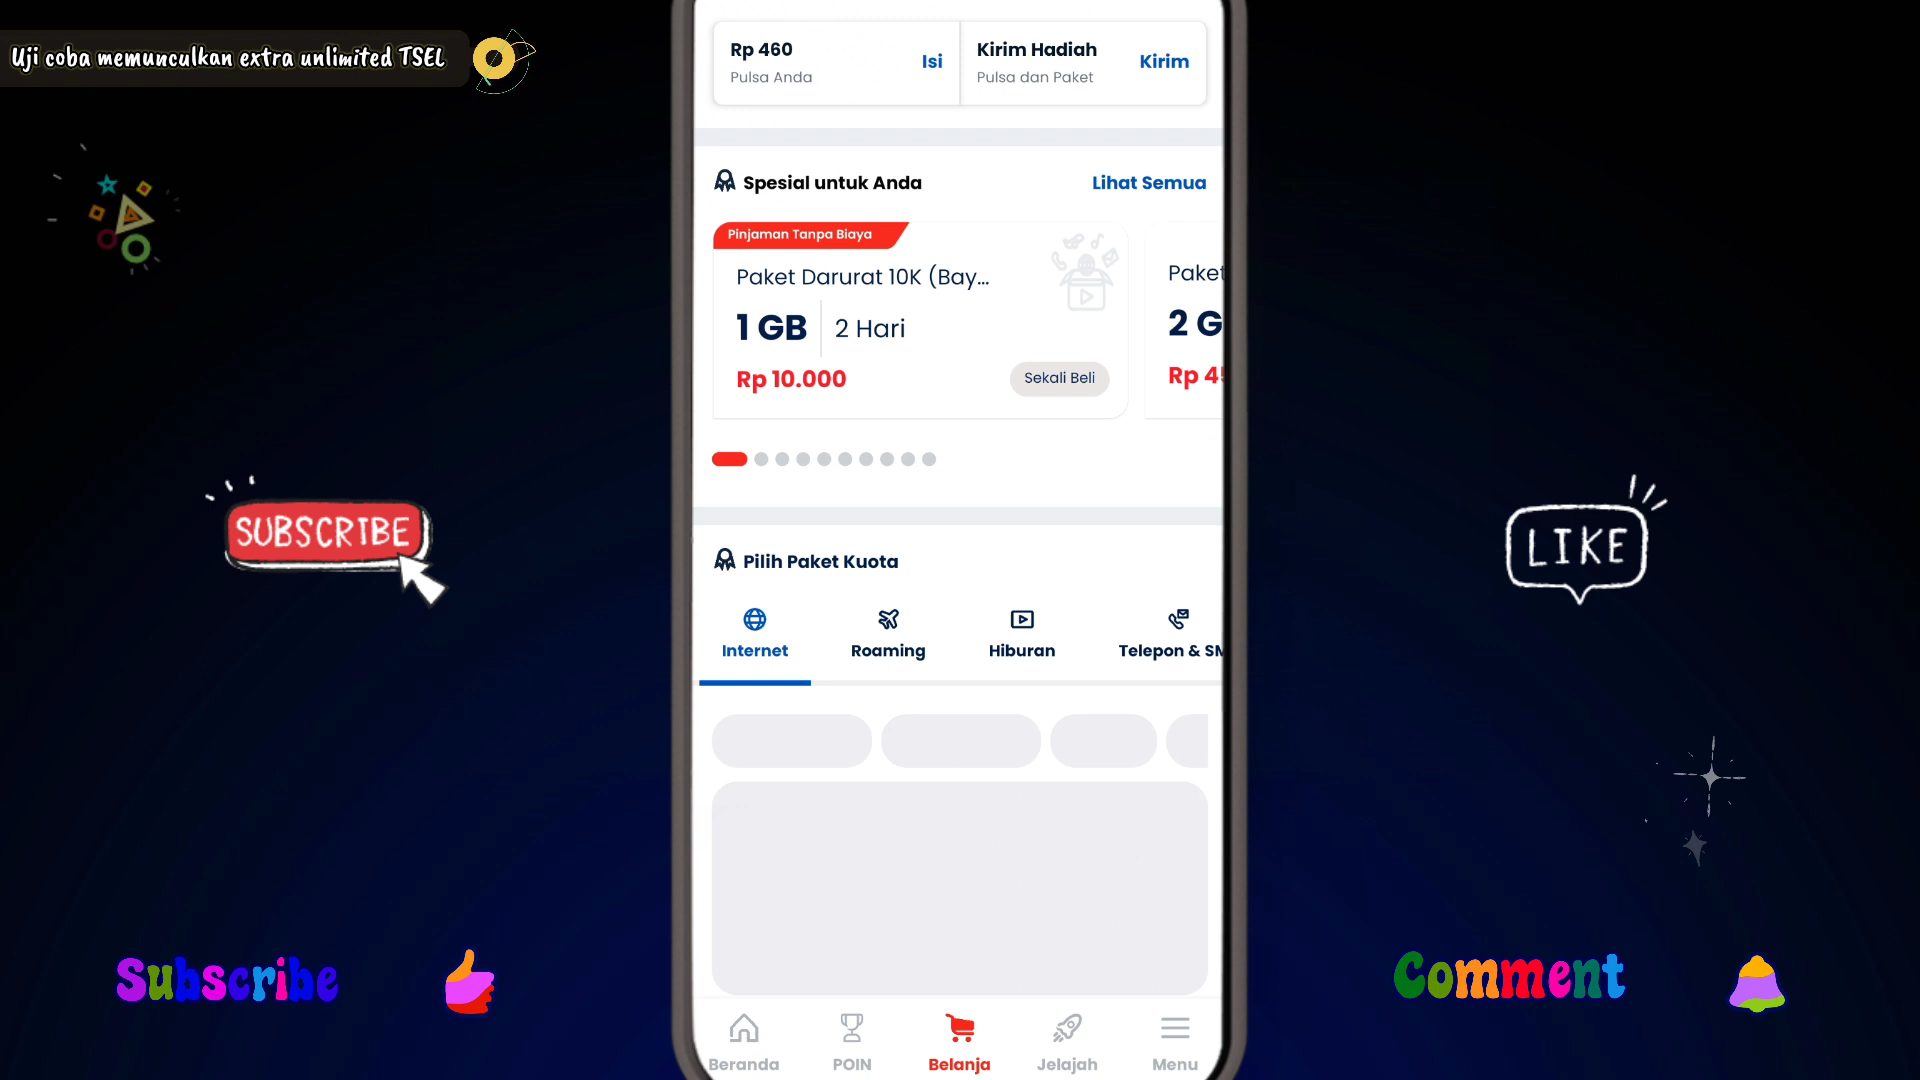 Uji coba memunculkan extra unlimited TSEL
Rp 460
Pulsa Anda
Isi
Kirim Hadiah
Pulsa dan Paket
Kirim
Spesial untuk Anda
Lihat Semua
Pinjaman Tanpa Biaya
Paket Darurat 10K (Bay...
1 GB
2 Hari
Rp 10.000
Sekali Beli
Paket
2 G
Rp 45
SUBSCRIBE
LIKE
Pilih Paket Kuota
Internet
Roaming
Hiburan
Telepon & SM
Subscribe
Comment
Beranda
POIN
Belanja
Jelajah
Menu